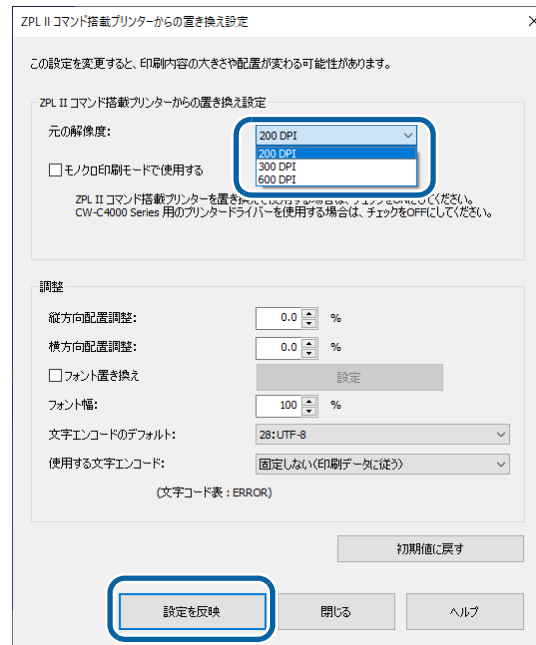 ZPL II コマンド搭載プリンターからの置き換え設定
この設定を変更すると、印刷内容の大きさや配置が変わる可能性があります。
ZPL II コマンド搭載プリンターからの置き換え設定
元の解像度:
200 DPI
200 DPI
300 DPI
600 DPI
モノクロ印刷モードで使用する
ZPL II コマンド搭載プリンターを置き換えて使用する場合は、チェックをONにしてください。
CW-C4000 Series 用のプリンタードライバーを使用する場合は、チェックをOFFにしてください。
調整
縦方向配置調整:
0.0
%
横方向配置調整:
0.0
%
フォント置き換え
設定
フォント幅:
100
%
文字エンコードのデフォルト:
28:UTF-8
使用する文字エンコード:
固定しない(印刷データに従う)
(文字コード表 : ERROR)
初期値に戻す
設定を反映
閉じる
ヘルプ